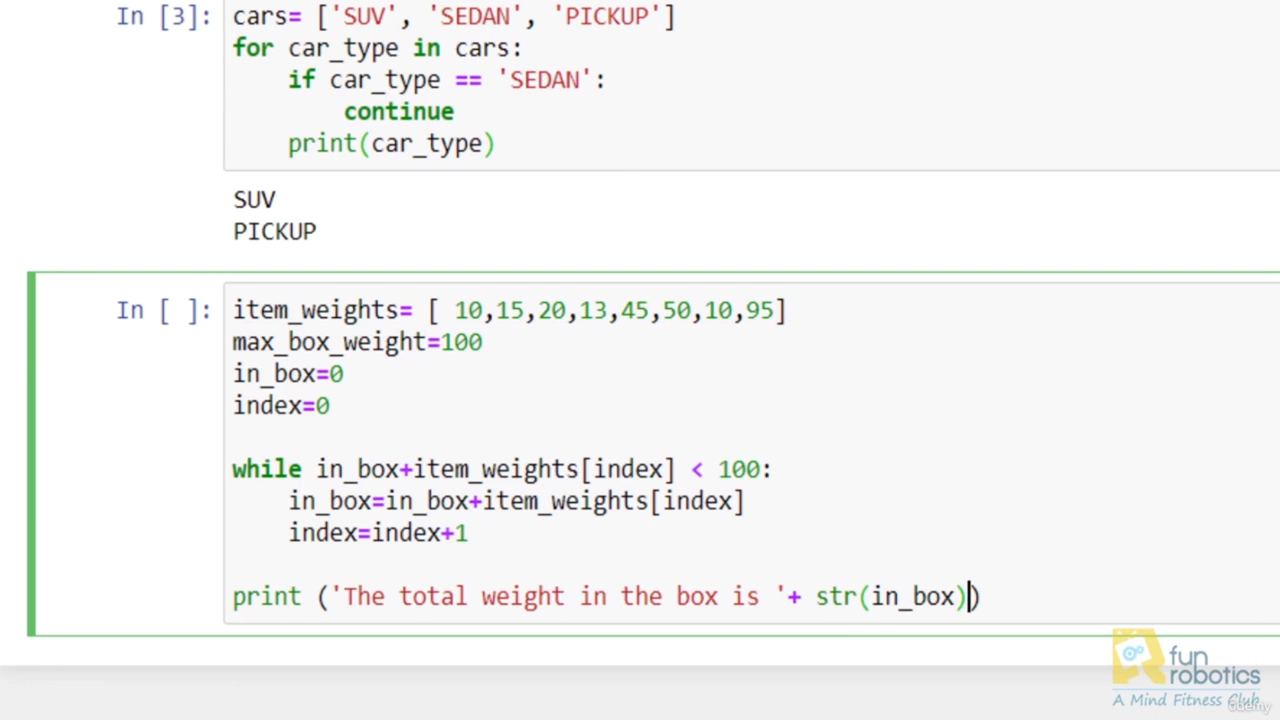 In [3]: cars= ['SUV', 'SEDAN', 'PICKUP']
for car_type in cars:
    if car_type == 'SEDAN':
        continue
    print(car_type)
SUV
PICKUP
In [ ]: item_weights= [ 10,15,20,13,45,50,10,95]
max_box_weight=100
in_box=0
index=0
while in_box+item_weights[index] < 100:
    in_box=in_box+item_weights[index]
    index=index+1
print ('The total weight in the box is '+ str(in_box))
fun
robotics
A Mind Fitness Club
Udemy